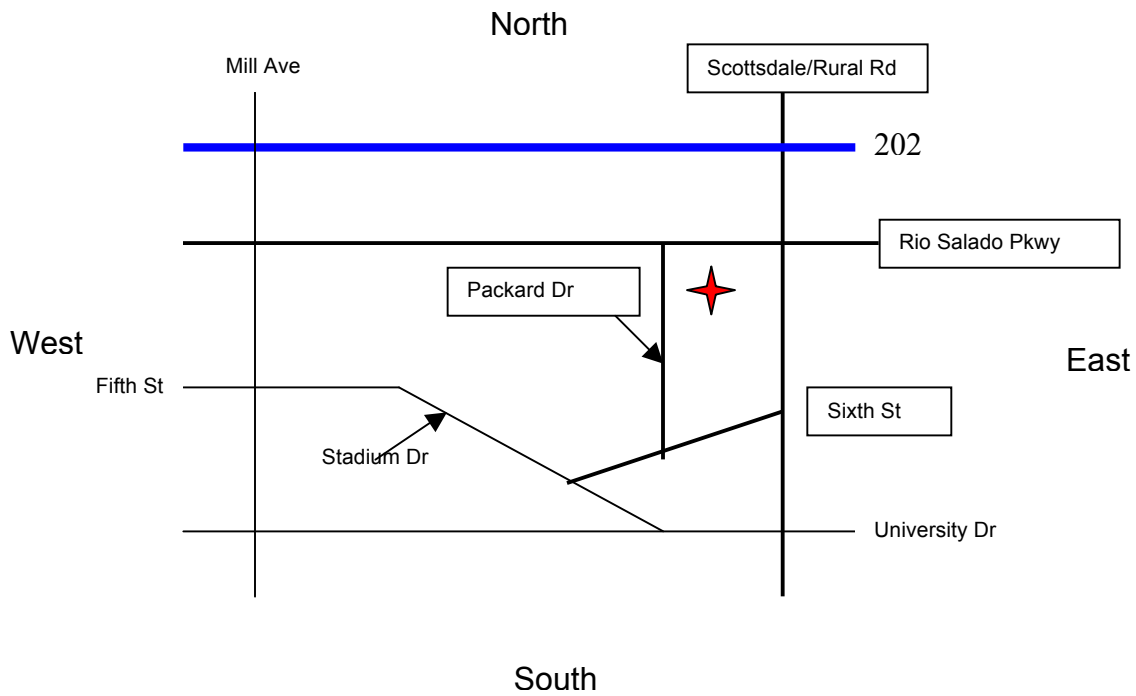 North
Mill Ave
Scottsdale/Rural Rd
202
Rio Salado Pkwy
Packard Dr
West
East
Fifth St
Sixth St
Stadium Dr
University Dr
South